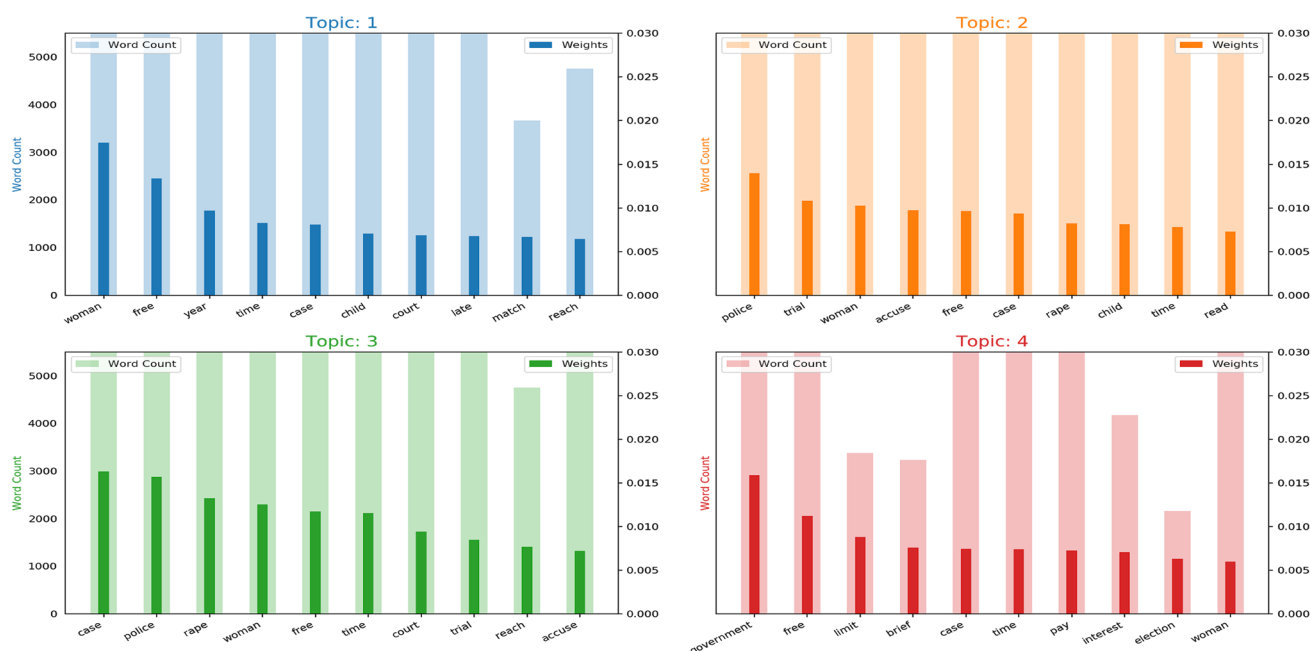 Topic: 1
Word Count
Weights
5000
4000
3000
2000
1000
0
Word Count
0.030
0.025
0.020
0.015
0.010
0.005
0.000
woman free year time case child court late match reach
Topic: 2
Word Count
Weights
Word Count
0.030
0.025
0.020
0.015
0.010
0.005
0.000
police trial woman accuse free case rape child time read
Topic: 3
Word Count
Weights
5000
4000
3000
2000
1000
0
Word Count
0.030
0.025
0.020
0.015
0.010
0.005
0.000
case police rape woman free time court trial reach accuse
Topic: 4
Word Count
Weights
Word Count
0.030
0.025
0.020
0.015
0.010
0.005
0.000
government free limit brief case time pay interest election woman